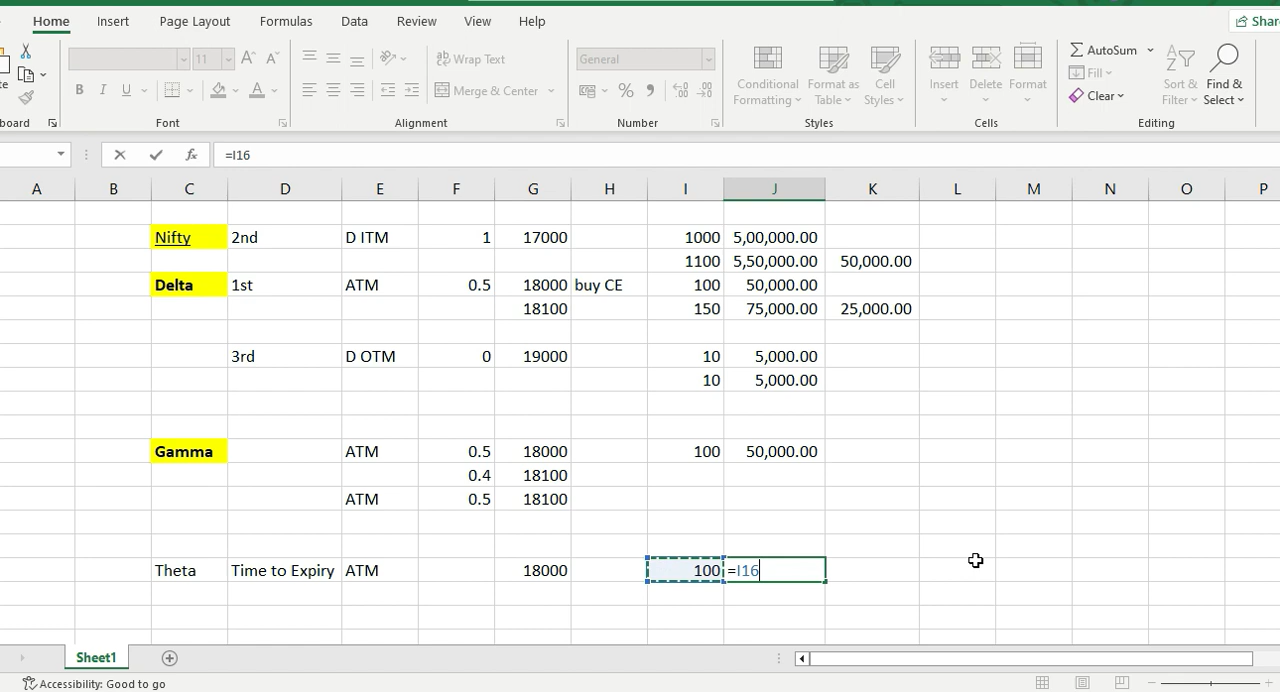 Home Insert Page Layout Formulas Data Review View Help
Shar
11 A^ A˅ Wrap Text General Conditional Formatting Format as Table Cell Styles Insert Delete Format AutoSum Fill Clear Sort & Filter Find & Select
B I U A Merge & Center % 9
board Font Alignment Number Styles Cells Editing
fx =I16
A B C D E F G H I J K L M N O P
Nifty 2nd D ITM 1 17000 1000 5,00,000.00
1100 5,50,000.00 50,000.00
Delta 1st ATM 0.5 18000 buy CE 100 50,000.00
18100 150 75,000.00 25,000.00
3rd D OTM 0 19000 10 5,000.00
10 5,000.00
Gamma ATM 0.5 18000 100 50,000.00
0.4 18100
ATM 0.5 18100
Theta Time to Expiry ATM 18000 100 =I16
Sheet1
Accessibility: Good to go